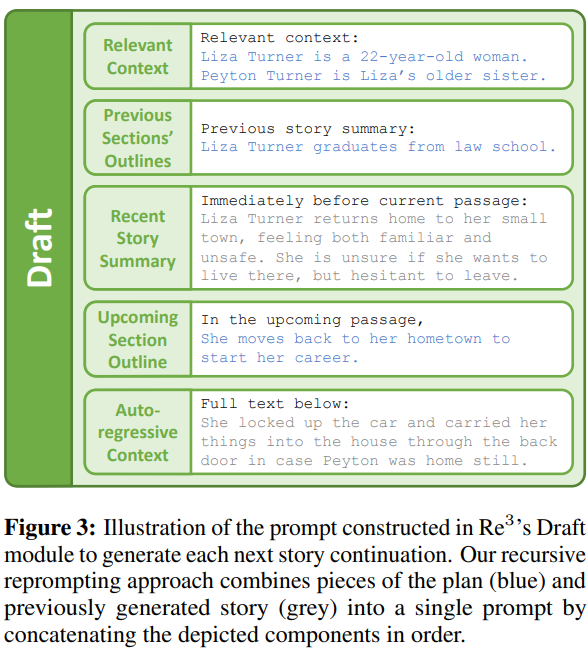 Draft
Relevant
Context
Relevant context:
Liza Turner is a 22-year-old woman.
Peyton Turner is Liza's older sister.
Previous
Sections'
Outlines
Previous story summary:
Liza Turner graduates from law school.
Recent
Story
Summary
Immediately before current passage:
Liza Turner returns home to her small
town, feeling both familiar and
unsafe. She is unsure if she wants to
live there, but hesitant to leave.
Upcoming
Section
Outline
In the upcoming passage,
She moves back to her hometown to
start her career.
Auto-
regressive
Context
Full text below:
She locked up the car and carried her
things into the house through the back
door in case Peyton was home still.
Figure 3: Illustration of the prompt constructed in Re³'s Draft
module to generate each next story continuation. Our recursive
reprompting approach combines pieces of the plan (blue) and
previously generated story (grey) into a single prompt by
concatenating the depicted components in order.